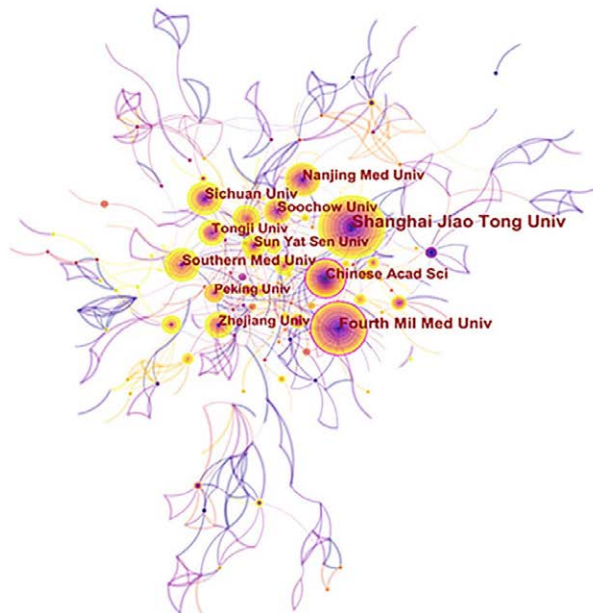 Nanjing Med Univ
Sichuan Univ
Soochow Univ
Shanghai Jiao Tong Univ
Tongji Univ
Sun Yat Sen Univ
Southern Med Univ
Chinese Acad Sci
Peking Univ
Zhejiang Univ
Fourth Mil Med Univ